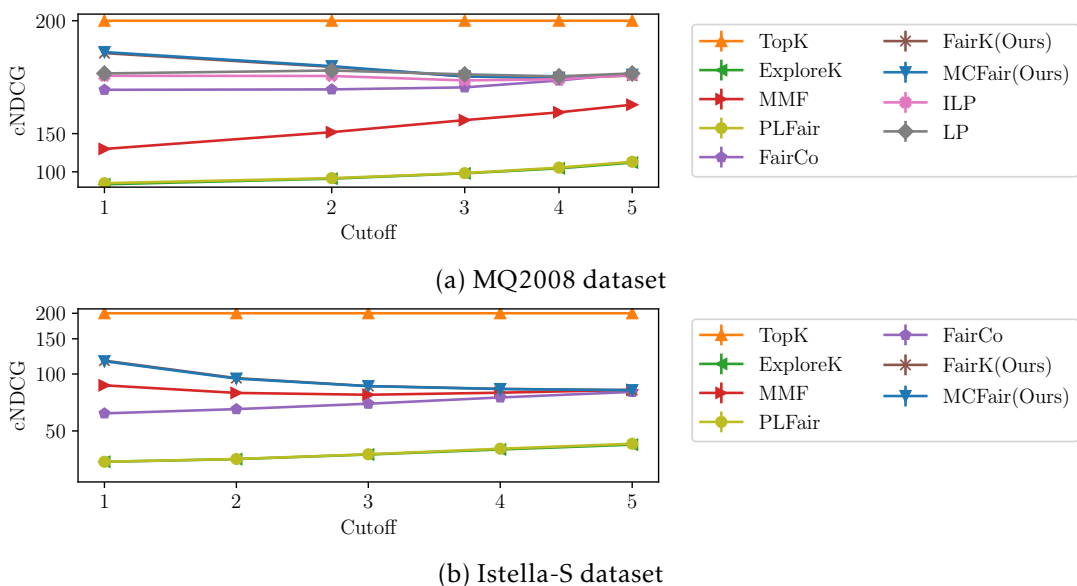 200
150
100
cNDCG
1
2
3
4
5
Cutoff
TopK
ExploreK
MMF
PLFair
FairCo
FairK(Ours)
MCFair(Ours)
ILP
LP
(a) MQ2008 dataset
200
150
100
50
cNDCG
1
2
3
4
5
Cutoff
TopK
ExploreK
MMF
PLFair
FairCo
FairK(Ours)
MCFair(Ours)
(b) Istella-S dataset